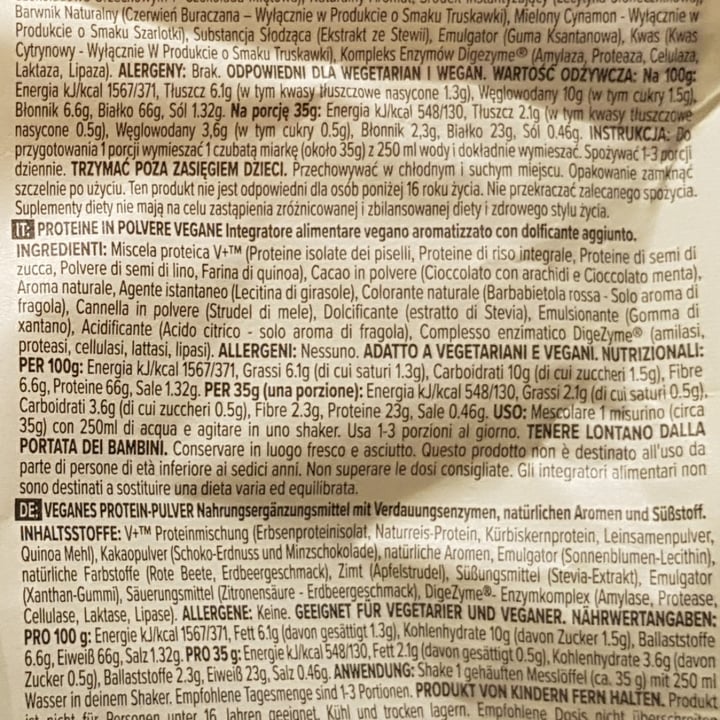 Barwnik Naturalny (Czerwień Buraczana – Wyłącznie w Produkcie o Smaku Truskawki), Mielony Cynamon - Wyłącznie w
Produkcie o Smaku Szarlotki), Substancja Słodząca (Ekstrakt ze Stewii), Emulgator (Guma Ksantanowa), Kwas (Kwas
Cytrynowy - Wyłącznie W Produkcie o Smaku Truskawki), Kompleks Enzymów Digezyme® (Amylaza, Proteaza, Celulaza,
Laktaza, Lipaza). ALERGENY: Brak. ODPOWIEDNI DLA WEGETARIAN I WEGAN. WARTOŚĆ ODŻYWCZA: Na 100g:
Energia kJ/kcal 1567/371, Tłuszcz 6.1g (w tym kwasy tłuszczowe nasycone 1.3g), Węglowodany 10g (w tym cukry 1.5g),
Błonnik 6.6g, Białko 66g, Sól 1.32g. Na porcję 35g: Energia kJ/kcal 548/130, Tłuszcz 2.1g (w tym kwasy tłuszczowe
nasycone 0.5g), Węglowodany 3,6g (w tym cukry 0.5g), Błonnik 2,3g, Białko 23g, Sól 0.46g. INSTRUKCJA: Do
przygotowania 1 porcji wymieszać 1 czubatą miarkę (około 35g) z 250 ml wody i dokładnie wymieszać. Spożywać 1-3 porcji
dziennie. TRZYMAĆ POZA ZASIĘGIEM DZIECI. Przechowywać w chłodnym i suchym miejscu. Opakowanie zamknąć
szczelnie po użyciu. Ten produkt nie jest odpowiedni dla osób poniżej 16 roku życia. Nie przekraczać zalecanego spożycia.
Suplementy diety nie mają na celu zastąpienia zróżnicowanej i zbilansowanej diety i zdrowego stylu życia.
IT: PROTEINE IN POLVERE VEGANE Integratore alimentare vegano aromatizzato con dolficante aggiunto.
INGREDIENTI: Miscela proteica V+™ (Proteine isolate dei piselli, Proteine di riso integrale, Proteine di semi di
zucca, Polvere di semi di lino, Farina di quinoa), Cacao in polvere (Cioccolato con arachidi e Cioccolato menta),
Aroma naturale, Agente istantaneo (Lecitina di girasole), Colorante naturale (Barbabietola rossa - Solo aroma di
fragola), Cannella in polvere (Strudel di mele), Dolcificante (estratto di Stevia), Emulsionante (Gomma di
xantano), Acidificante (Acido citrico - solo aroma di fragola), Complesso enzimatico DigeZyme® (amilasi,
proteasi, cellulasi, lattasi, lipasi). ALLERGENI: Nessuno. ADATTO A VEGETARIANI E VEGANI. NUTRIZIONALI:
PER 100g: Energia kJ/kcal 1567/371, Grassi 6.1g (di cui saturi 1.3g), Carboidrati 10g (di cui zuccheri 1.5g), Fibre
6.6g, Proteine 66g, Sale 1.32g. PER 35g (una porzione): Energia kJ/kcal 548/130, Grassi 2.1g (di cui saturi 0.5g).
Carboidrati 3.6g (di cui zuccheri 0.5g), Fibre 2.3g, Proteine 23g, Sale 0.46g. USO: Mescolare 1 misurino (circa
35g) con 250ml di acqua e agitare in uno shaker. Usa 1-3 porzioni al giorno. TENERE LONTANO DALLA
PORTATA DEI BAMBINI. Conservare in luogo fresco e asciutto. Questo prodotto non è destinato all'uso da
parte di persone di età inferiore ai sedici anni. Non superare le dosi consigliate. Gli integratori alimentari non
sono destinati a sostituire una dieta varia ed equilibrata.
DE: VEGANES PROTEIN-PULVER Nahrungsergänzungsmittel mit Verdauungsenzymen, natürlichen Aromen und Süßstoff.
INHALTSSTOFFE: V+™ Proteinmischung (Erbsenproteinisolat, Naturreis-Protein, Kürbiskernprotein, Leinsamenpulver,
Quinoa Mehl), Kakaopulver (Schoko-Erdnuss und Minzschokolade), natürliche Aromen, Emulgator (Sonnenblumen-Lecithin),
natürliche Farbstoffe (Rote Beete, Erdbeergeschmack), Zimt (Apfelstrudel), Süßungsmittel (Stevia-Extrakt), Emulgator
(Xanthan-Gummi), Säuerungsmittel (Zitronensäure - Erdbeergeschmack), DigeZyme®- Enzymkomplex (Amylase, Protease,
Cellulase, Laktase, Lipase). ALLERGENE: Keine. GEEIGNET FÜR VEGETARIER UND VEGANER. NÄHRWERTANGABEN:
PRO 100 g: Energie kJ/kcal 1567/371, Fett 6.1g (davon gesättigt 1.3g), Kohlenhydrate 10g (davon Zucker 1.5g), Ballaststoffe
6.6g, Eiweiß 66g, Salz 1.32g. PRO 35 g: Energie kJ/kcal 548/130, Fett 2.1g (davon gesättigt 0.5g), Kohlenhydrate 3.6g (davon
Zucker 0.5g), Ballaststoffe 2.3g, Eiweiß 23g, Salz 0.46g. ANWENDUNG: Shake 1 gehäuften Messlöffel (ca. 35 g) mit 250 ml
Wasser in deinem Shaker. Empfohlene Tagesmenge sind 1-3 Portionen. PRODUKT VON KINDERN FERN HALTEN. Produkt
ist nicht für Personen unter 16 Jahren geeignet. Kühl und trocken lagern. Empfohlene Dosis nicht